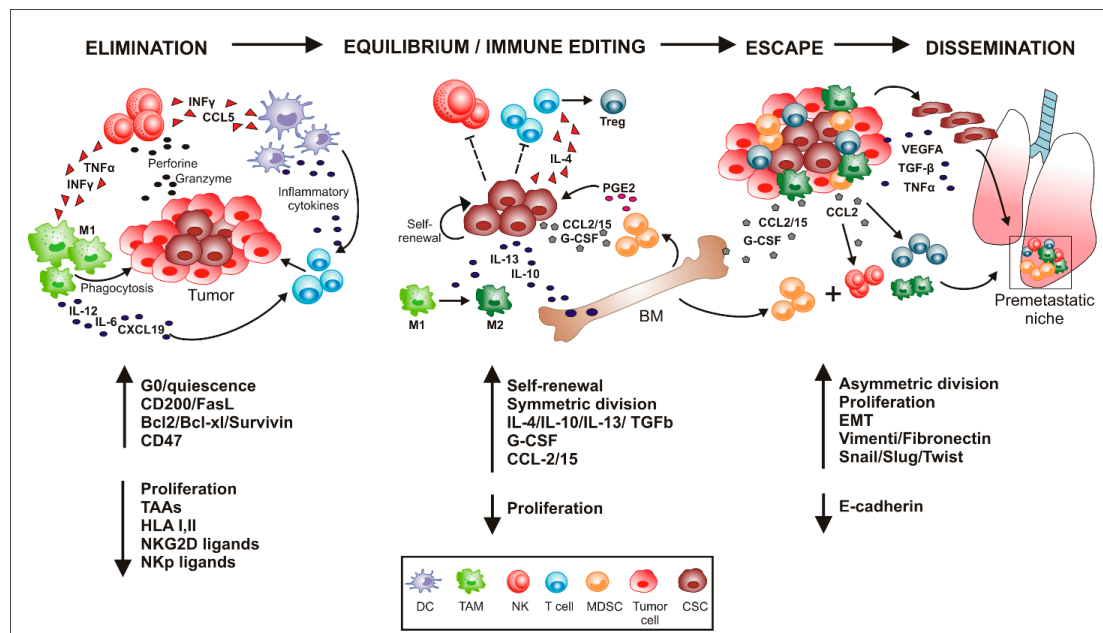 ELIMINATION
EQUILIBRIUM / IMMUNE EDITING
ESCAPE
DISSEMINATION
INFγ
CCL5
TNFα
INFγ
Perforine
Granzyme
Inflammatory
cytokines
M1
Phagocytosis
Tumor
IL-12
IL-6
CXCL19
Treg
IL-4
PGE2
Self-
renewal
CCL2/15
G-CSF
IL-13
IL-10
M1
M2
BM
VEGFA
TGF-β
TNFα
CCL2
CCL2/15
G-CSF
+
Premetastatic
niche
G0/quiescence
CD200/FasL
Bcl2/Bcl-xl/Survivin
CD47
Proliferation
TAAs
HLA I,II
NKG2D ligands
NKp ligands
Self-renewal
Symmetric division
IL-4/IL-10/IL-13/ TGFb
G-CSF
CCL-2/15
Proliferation
Asymmetric division
Proliferation
EMT
Vimenti/Fibronectin
Snail/Slug/Twist
E-cadherin
DC
TAM
NK
T cell
MDSC
Tumor
cell
CSC